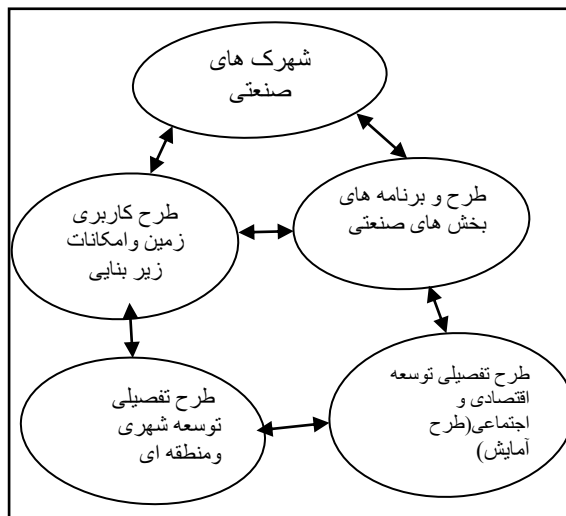 شهرک های
صنعتی
طرح و برنامه های
بخش های صنعتی
طرح کاربری
زمین وامکانات
زیر بنایی
طرح تفصیلی توسعه
اقتصادی و
اجتماعی(طرح
آمایش)
طرح تفصیلی
توسعه شهری
ومنطقه ای